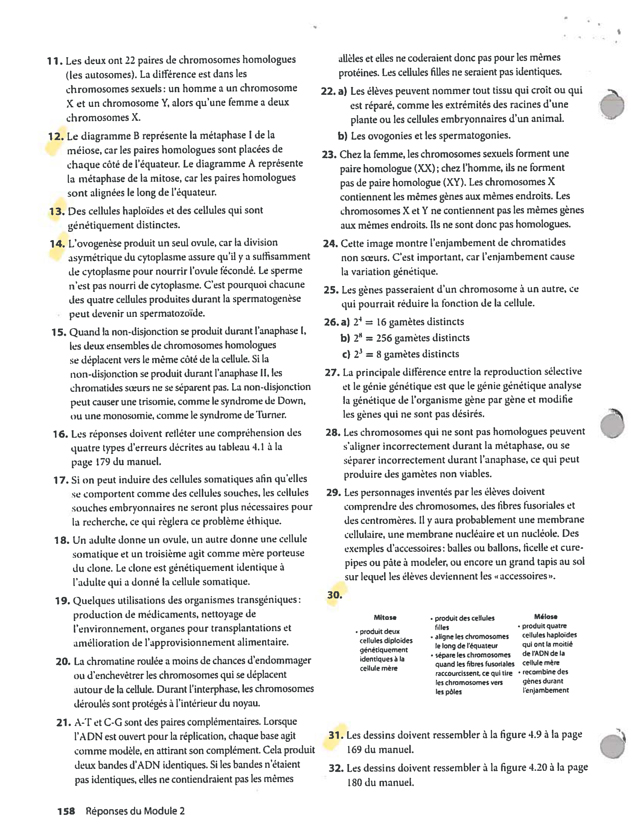 11. Les deux ont 22 paires de chromosomes homologues
(les autosomes). La différence est dans les
chromosomes sexuels : un homme a un chromosome
X et un chromosome Y, alors qu'une femme a deux
chromosomes X.
12. Le diagramme B représente la métaphase I de la
méiose, car les paires homologues sont placées de
chaque côté de l'équateur. Le diagramme A représente
la métaphase de la mitose, car les paires homologues
sont alignées le long de l'équateur.
13. Des cellules haploïdes et des cellules qui sont
génétiquement distinctes.
14. L'ovogenèse produit un seul ovule, car la division
asymétrique du cytoplasme assure qu'il y a suffisamment
de cytoplasme pour nourrir l'ovule fécondé. Le sperme
n'est pas nourri de cytoplasme. C'est pourquoi chacune
des quatre cellules produites durant la spermatogenèse
peut devenir un spermatozoïde.
15. Quand la non-disjonction se produit durant l'anaphase I,
les deux ensembles de chromosomes homologues
se déplacent vers le même côté de la cellule. Si la
non-disjonction se produit durant l'anaphase II, les
chromatides sœurs ne se séparent pas. La non-disjonction
peut causer une trisomie, comme le syndrome de Down,
ou une monosomie, comme le syndrome de Turner.
16. Les réponses doivent refléter une compréhension des
quatre types d'erreurs décrites au tableau 4.1 à la
page 179 du manuel.
17. Si on peut induire des cellules somatiques afin qu'elles
se comportent comme des cellules souches, les cellules
souches embryonnaires ne seront plus nécessaires pour
la recherche, ce qui règlera ce problème éthique.
18. Un adulte donne un ovule, un autre donne une cellule
somatique et un troisième agit comme mère porteuse
du clone. Le clone est génétiquement identique à
l'adulte qui a donné la cellule somatique.
19. Quelques utilisations des organismes transgéniques :
production de médicaments, nettoyage de
l'environnement, organes pour transplantations et
amélioration de l'approvisionnement alimentaire.
20. La chromatine roulée a moins de chances d'endommager
ou d'enchevêtrer les chromosomes qui se déplacent
autour de la cellule. Durant l'interphase, les chromosomes
déroulés sont protégés à l'intérieur du noyau.
21. A-T et C-G sont des paires complémentaires. Lorsque
l'ADN est ouvert pour la réplication, chaque base agit
comme modèle, en attirant son complément. Cela produit
deux bandes d'ADN identiques. Si les bandes n'étaient
pas identiques, elles ne contiendraient pas les mêmes
allèles et elles ne coderaient donc pas pour les mêmes
protéines. Les cellules filles ne seraient pas identiques.
22. a) Les élèves peuvent nommer tout tissu qui croît ou qui
est réparé, comme les extrémités des racines d'une
plante ou les cellules embryonnaires d'un animal.
b) Les ovogonies et les spermatogonies.
23. Chez la femme, les chromosomes sexuels forment une
paire homologue (XX) ; chez l'homme, ils ne forment
pas de paire homologue (XY). Les chromosomes X
contiennent les mêmes gènes aux mêmes endroits. Les
chromosomes X et Y ne contiennent pas les mêmes gènes
aux mêmes endroits. Ils ne sont donc pas homologues.
24. Cette image montre l'enjambement de chromatides
non sœurs. C'est important, car l'enjambement cause
la variation génétique.
25. Les gènes passeraient d'un chromosome à un autre, ce
qui pourrait réduire la fonction de la cellule.
26. a) 2⁴ = 16 gamètes distincts
b) 2⁸ = 256 gamètes distincts
c) 2³ = 8 gamètes distincts
27. La principale différence entre la reproduction sélective
et le génie génétique est que le génie génétique analyse
la génétique de l'organisme gène par gène et modifie
les gènes qui ne sont pas désirés.
28. Les chromosomes qui ne sont pas homologues peuvent
s'aligner incorrectement durant la métaphase, ou se
séparer incorrectement durant l'anaphase, ce qui peut
produire des gamètes non viables.
29. Les personnages inventés par les élèves doivent
comprendre des chromosomes, des fibres fusoriales et
des centromères. Il y aura probablement une membrane
cellulaire, une membrane nucléaire et un nucléole. Des
exemples d'accessoires : balles ou ballons, ficelle et cure-
pipes ou pâte à modeler, ou encore un grand tapis au sol
sur lequel les élèves deviennent les « accessoires ».
30.
Mitose
• produit deux
cellules diploïdes
génétiquement
identiques à la
cellule mère
• produit des cellules
filles
• aligne les chromosomes
le long de l'équateur
• sépare les chromosomes
quand les fibres fusoriales
raccourcissent, ce qui tire
les chromosomes vers
les pôles
Méiose
• produit quatre
cellules haploïdes
qui ont la moitié
de l'ADN de la
cellule mère
• recombine des
gènes durant
l'enjambement
31. Les dessins doivent ressembler à la figure 4.9 à la page
169 du manuel.
32. Les dessins doivent ressembler à la figure 4.20 à la page
180 du manuel.
158 Réponses du Module 2